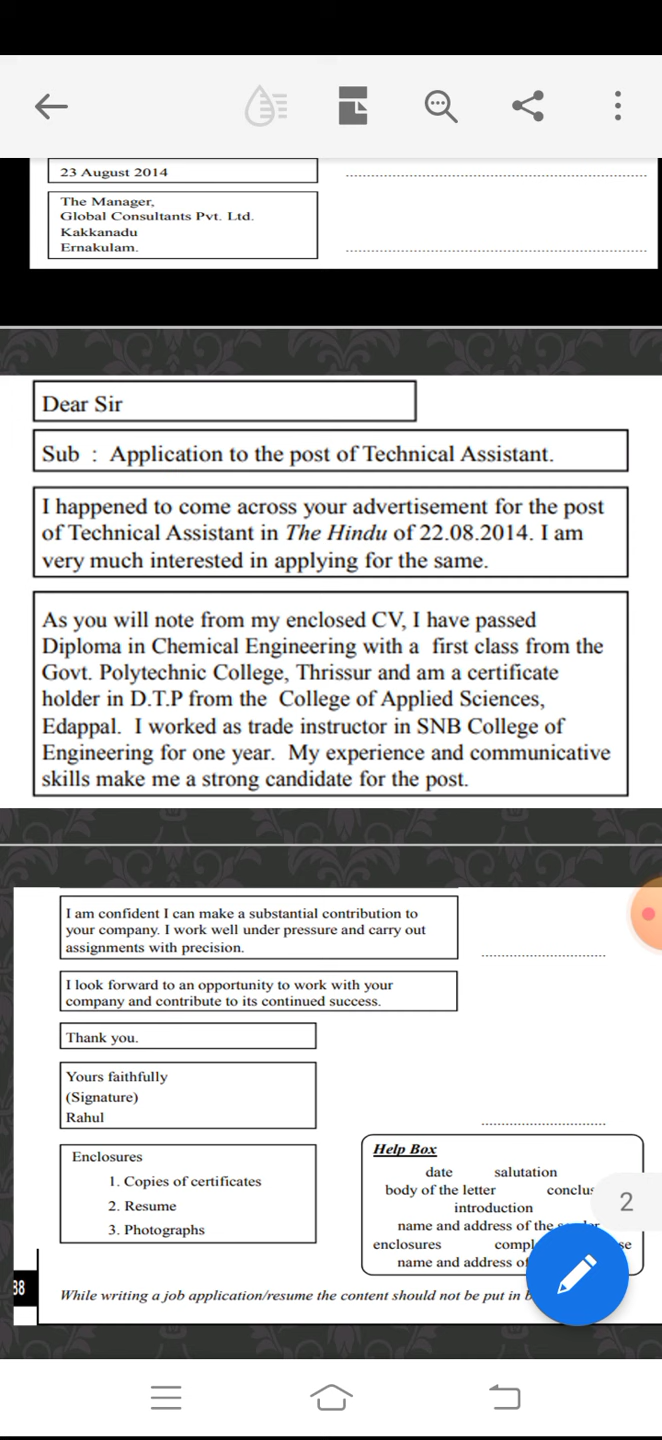 23 August 2014
The Manager,
Global Consultants Pvt. Ltd.
Kakkanadu
Ernakulam.
Dear Sir
Sub : Application to the post of Technical Assistant.
I happened to come across your advertisement for the post
of Technical Assistant in The Hindu of 22.08.2014. I am
very much interested in applying for the same.
As you will note from my enclosed CV, I have passed
Diploma in Chemical Engineering with a first class from the
Govt. Polytechnic College, Thrissur and am a certificate
holder in D.T.P from the College of Applied Sciences,
Edappal. I worked as trade instructor in SNB College of
Engineering for one year. My experience and communicative
skills make me a strong candidate for the post.
I am confident I can make a substantial contribution to
your company. I work well under pressure and carry out
assignments with precision.
I look forward to an opportunity to work with your
company and contribute to its continued success.
Thank you.
Yours faithfully
(Signature)
Rahul
Enclosures
1. Copies of certificates
2. Resume
3. Photographs
Help Box
date salutation
body of the letter
introduction
name and address of the
enclosures
name and address
2
38
While writing a job application/resume the content should not be put in